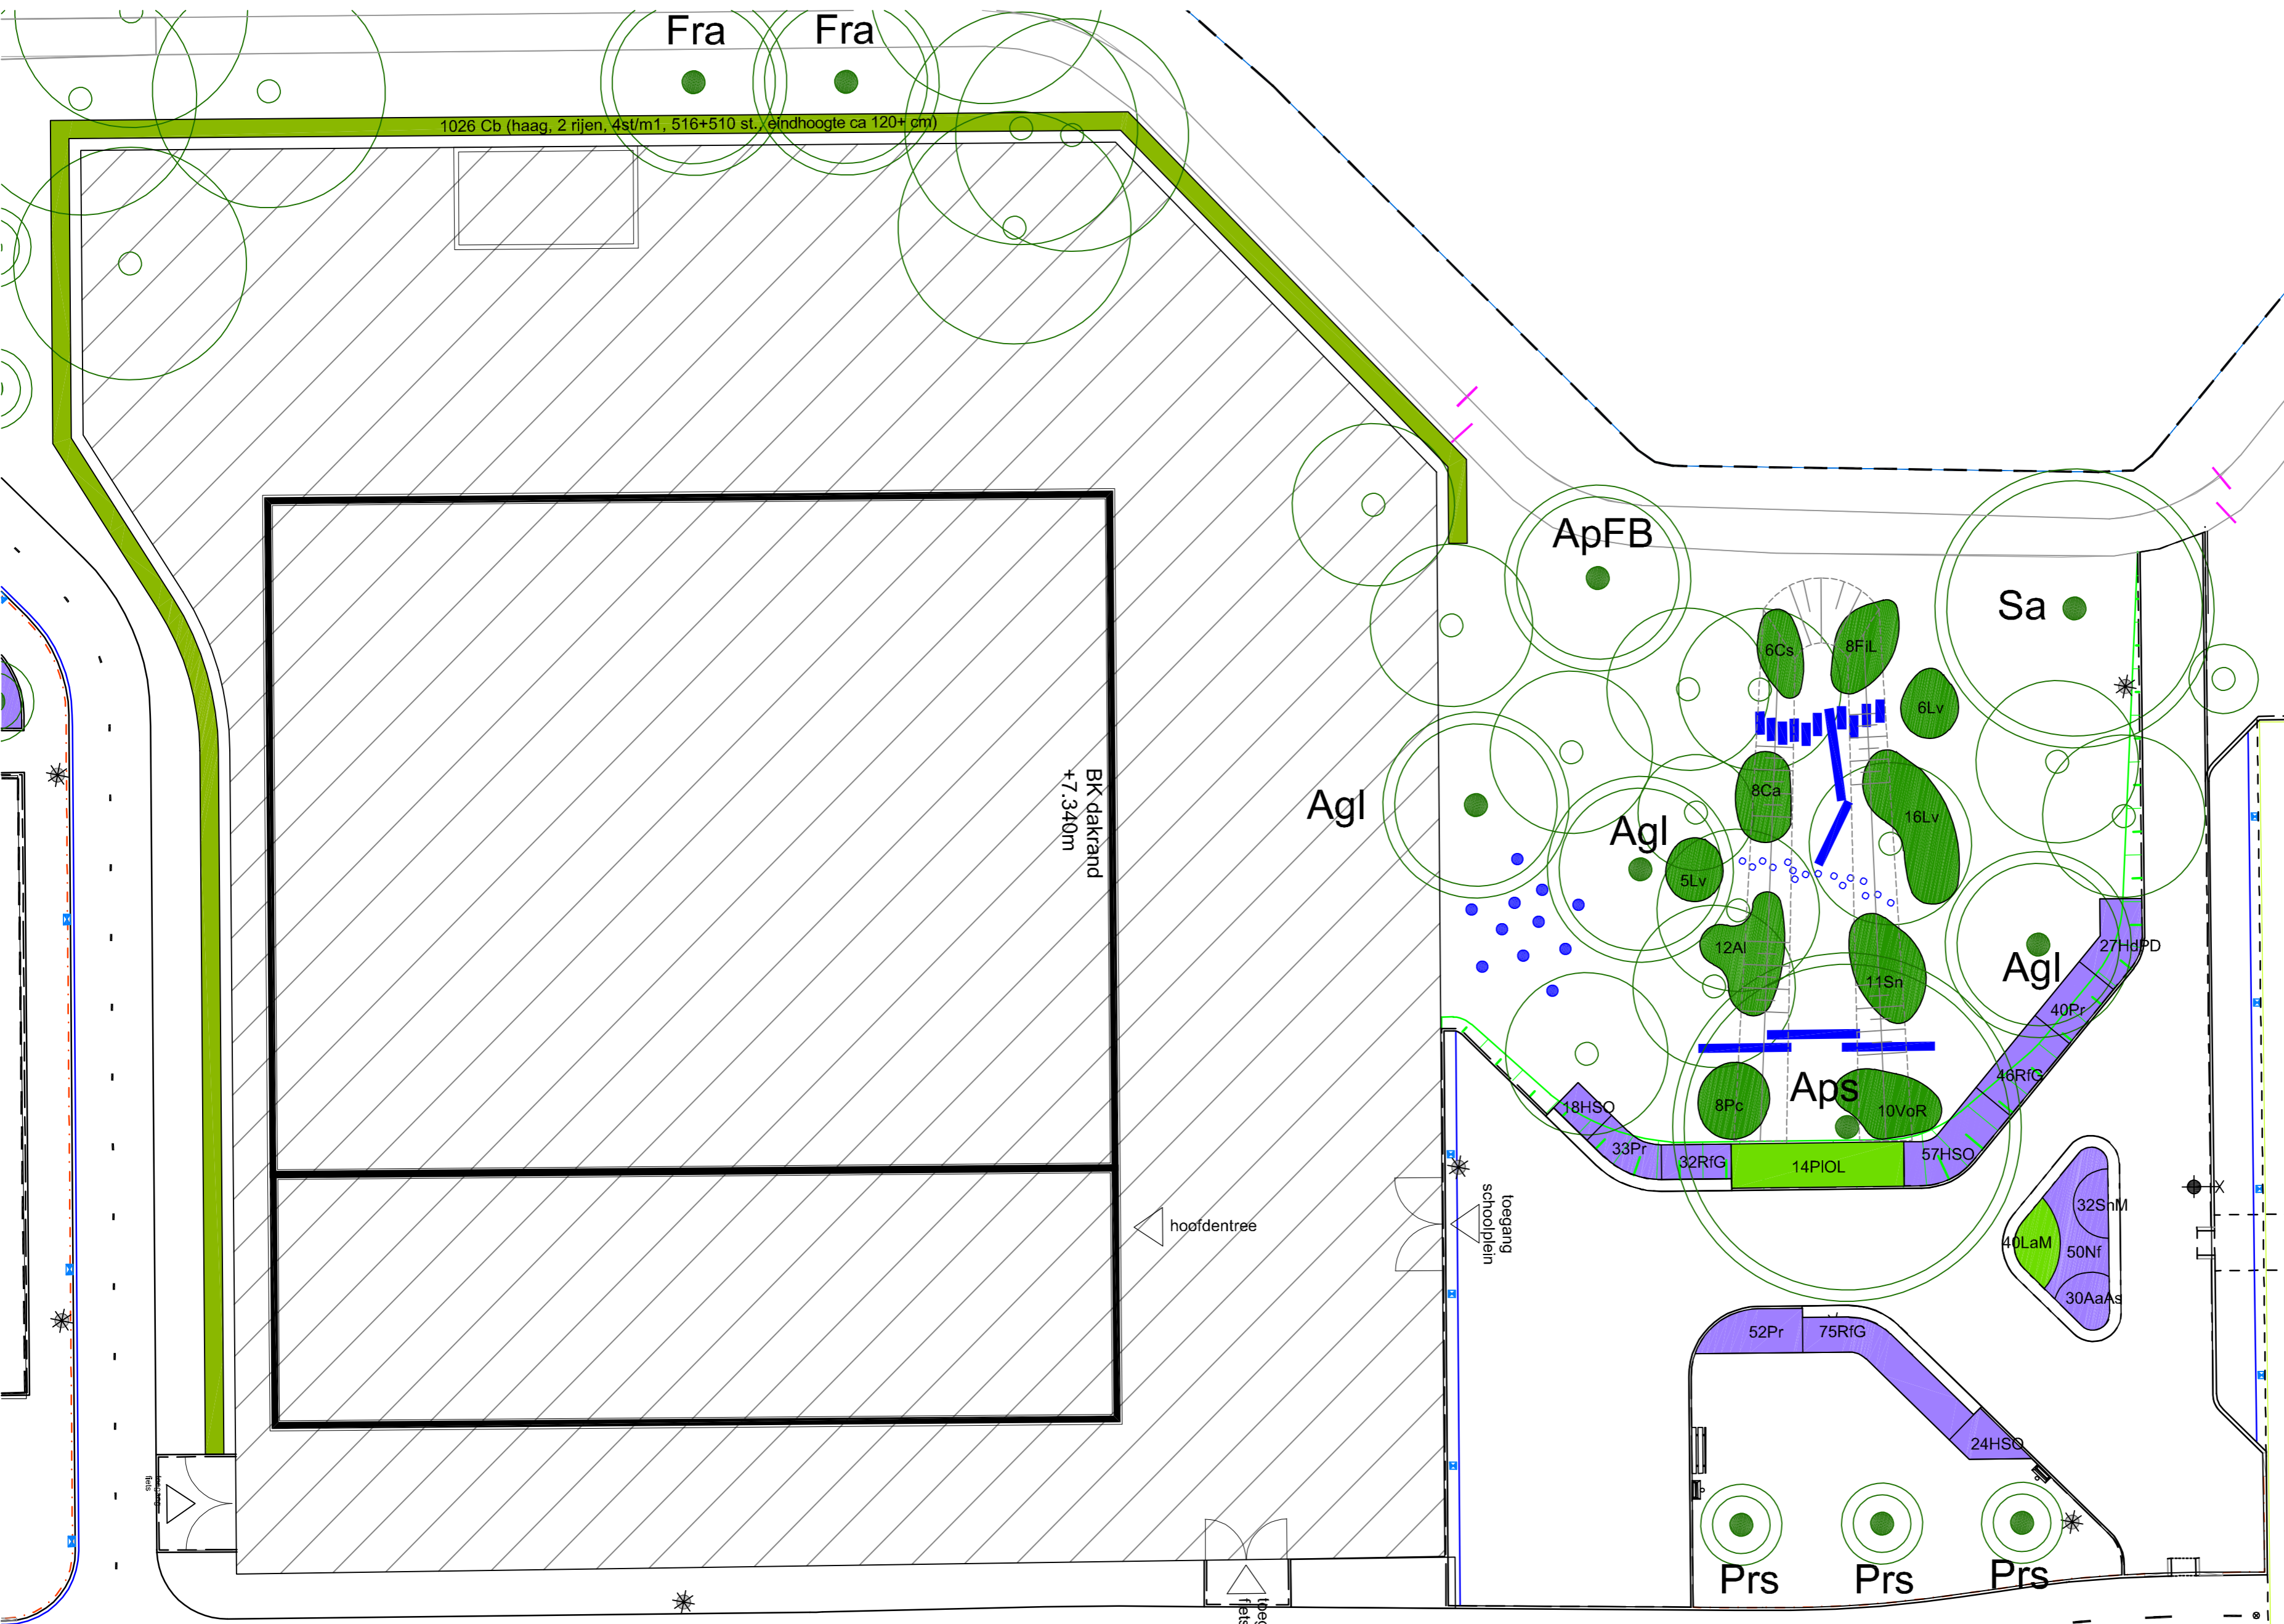 Fra
Fra
1026 Cb (haag, 2 rijen, 4st/m1, 516+510 st., eindhoogte ca 120+ cm)
ApFB
Sa
6Cs
8FiL
6Lv
BK dakrand
+7.340m
Agl
8Ca
16Lv
Agl
5Lv
12Al
27HdPD
Agl
11Sn
40Pr
46RfG
Aps
18HSO
8Pc
10VoR
33Pr
32RfG
14PlOL
57HSO
hoofdentree
toegang
schoolplein
32SnM
40LaM
50Nf
30AaAs
52Pr
75RfG
24HSO
toegang
fiets
Prs
Prs
Prs
fiets